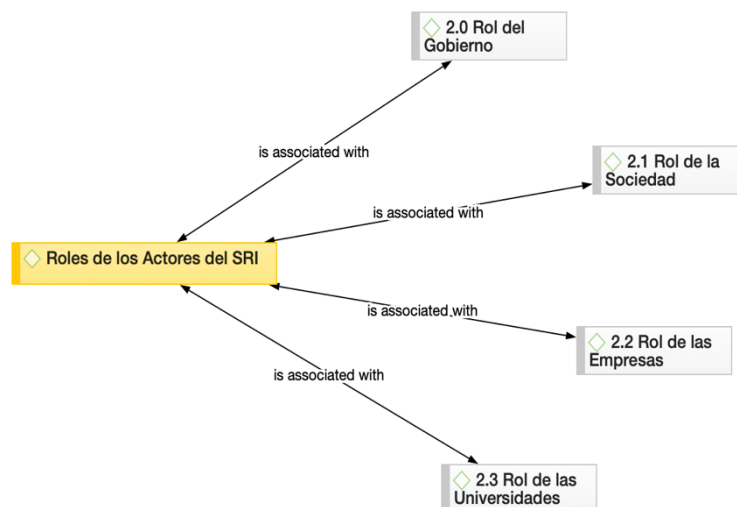 2.0 Rol del
Gobierno
is associated with
2.1 Rol de la
Sociedad
is associated with
Roles de los Actores del SRI
is associated with
2.2 Rol de las
Empresas
is associated with
2.3 Rol de las
Universidades